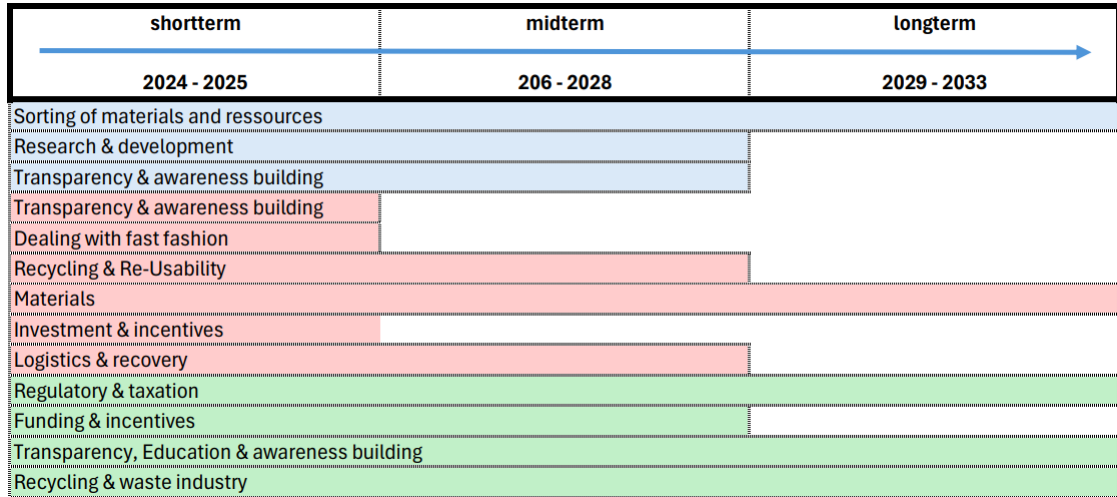 shortterm midterm longterm
2024 - 2025 206 - 2028 2029 - 2033
Sorting of materials and ressources
Research & development
Transparency & awareness building
Transparency & awareness building
Dealing with fast fashion
Recycling & Re-Usability
Materials
Investment & incentives
Logistics & recovery
Regulatory & taxation
Funding & incentives
Transparency, Education & awareness building
Recycling & waste industry